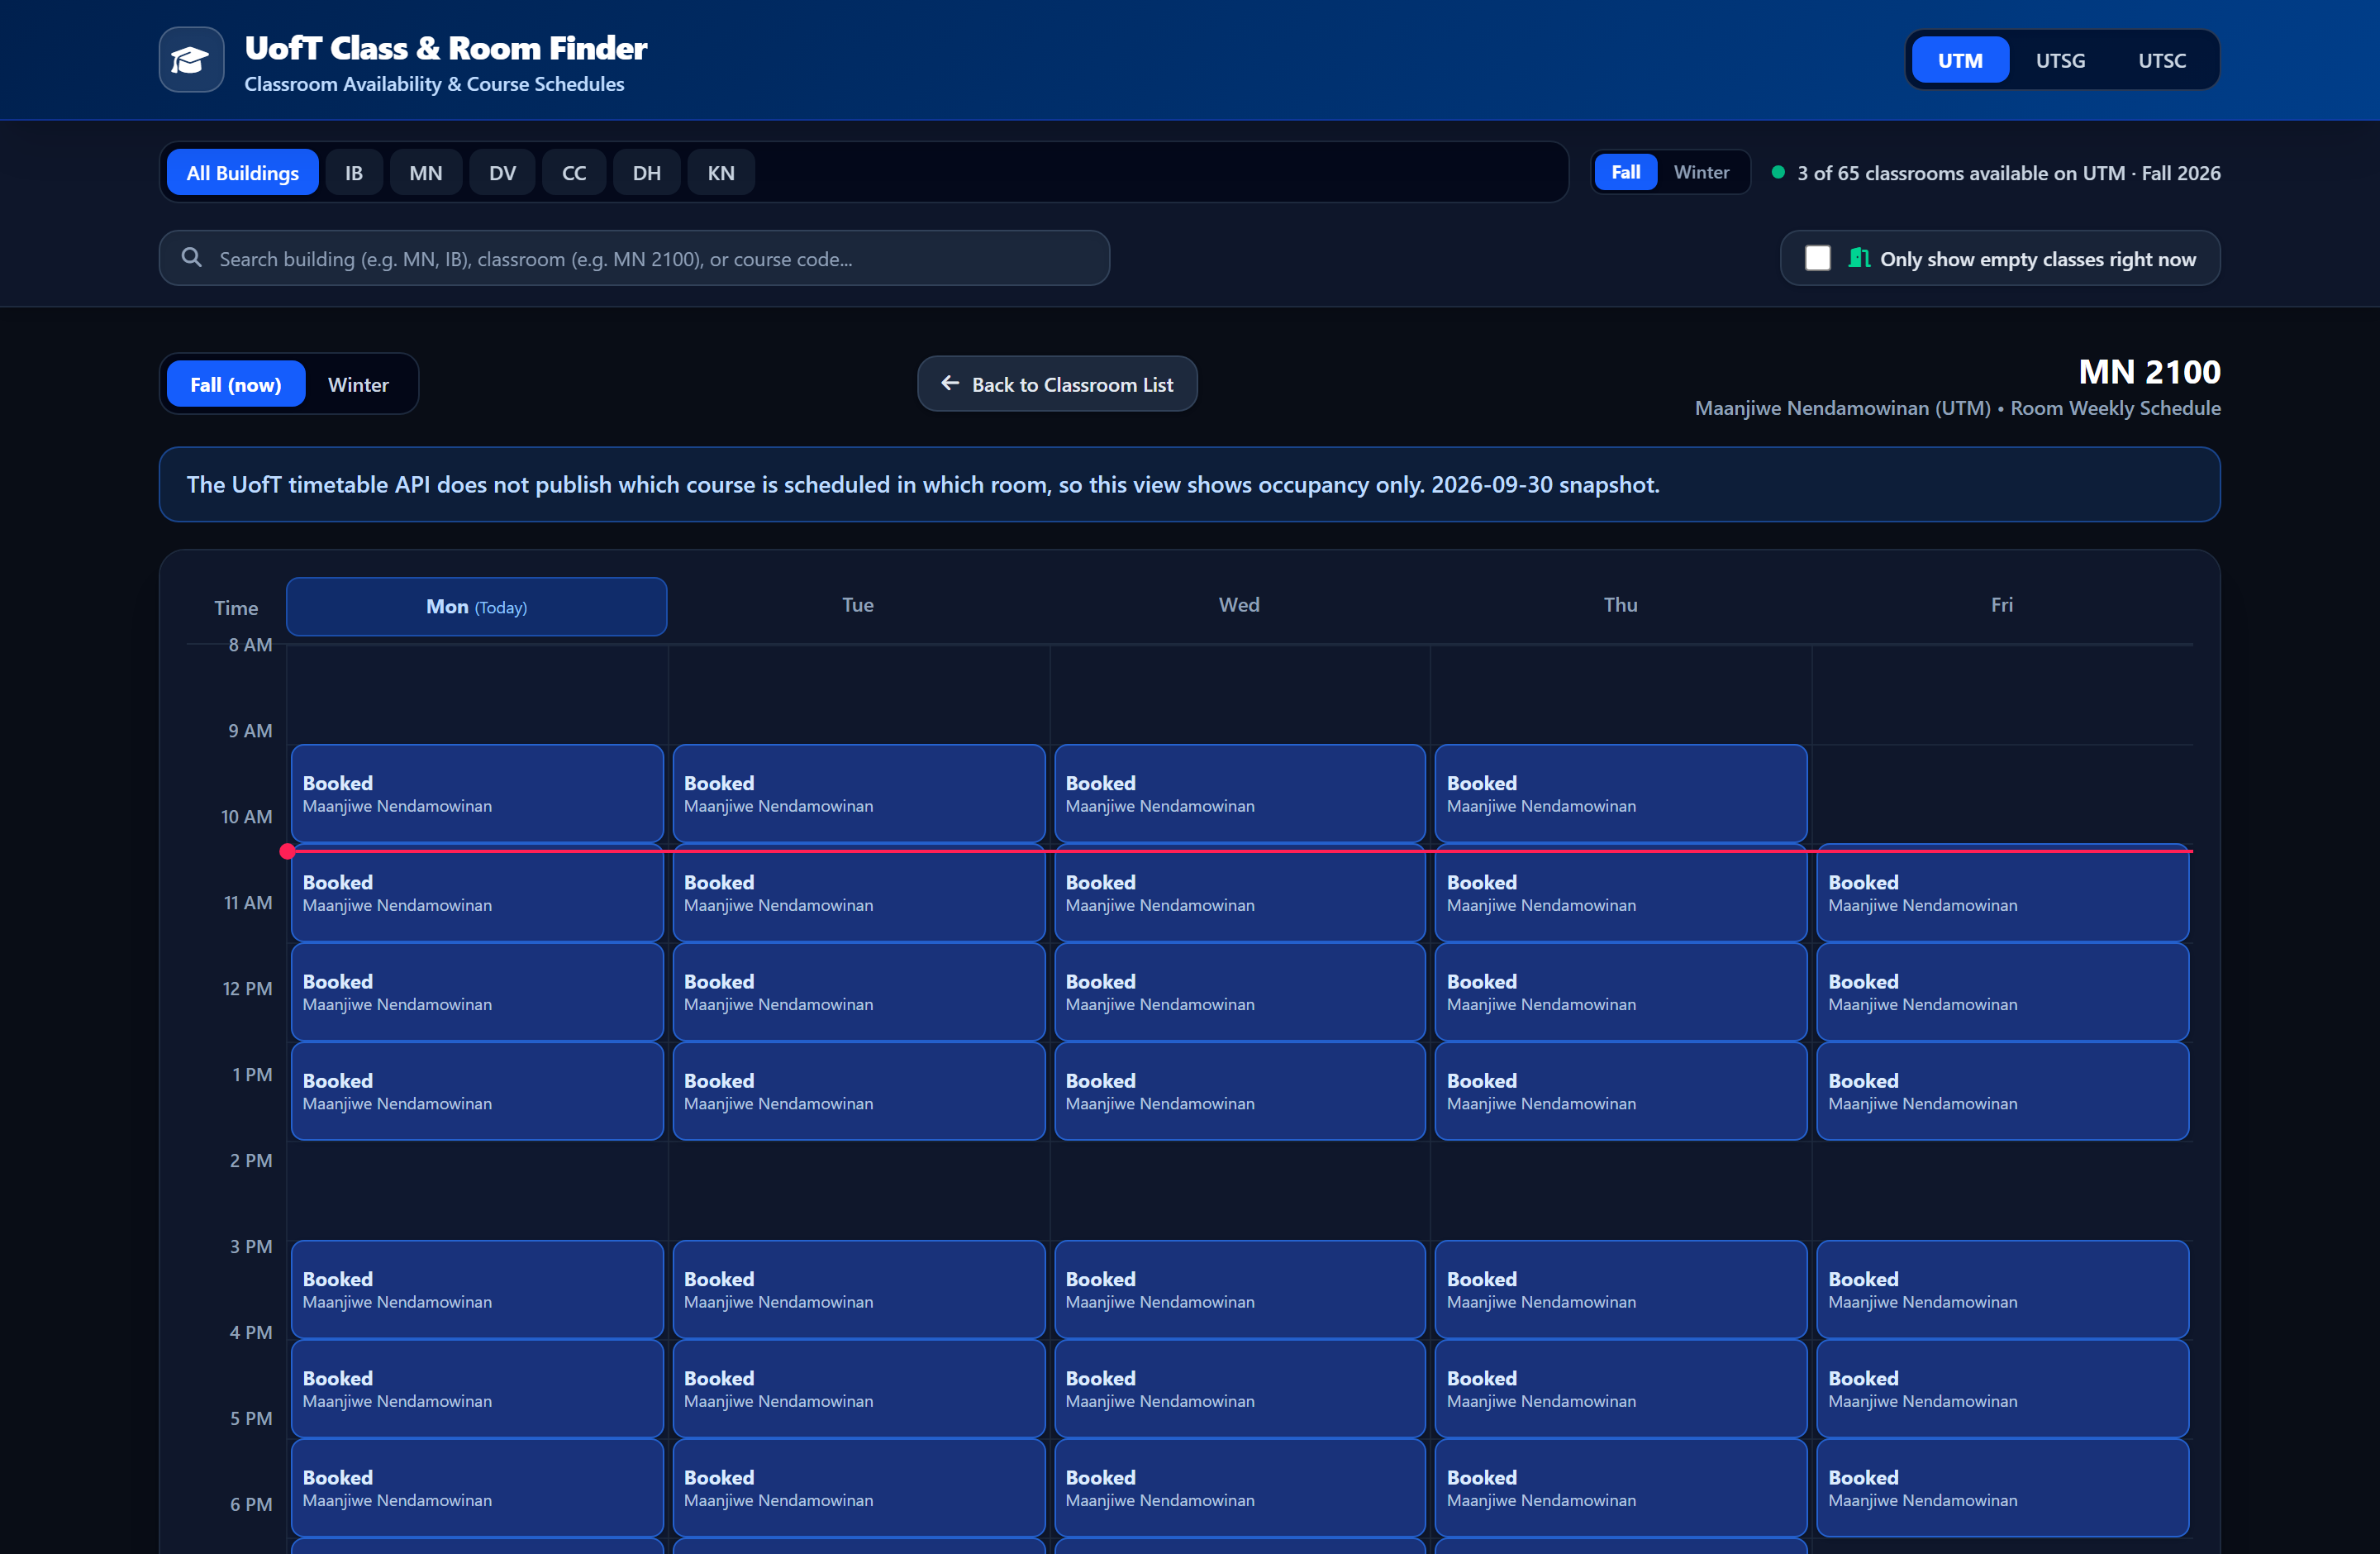 UofT Class & Room Finder
Classroom Availability & Course Schedules
UTM UTSG UTSC
All Buildings IB MN DV CC DH KN
Fall Winter
3 of 65 classrooms available on UTM · Fall 2026
Search building (e.g. MN, IB), classroom (e.g. MN 2100), or course code...
Only show empty classes right now
Fall (now) Winter
Back to Classroom List
MN 2100
Maanjiwe Nendamowinan (UTM) • Room Weekly Schedule
The UofT timetable API does not publish which course is scheduled in which room, so this view shows occupancy only. 2026-09-30 snapshot.
Time Mon (Today) Tue Wed Thu Fri
8 AM
9 AM
Booked Booked Booked Booked
Maanjiwe Nendamowinan Maanjiwe Nendamowinan Maanjiwe Nendamowinan Maanjiwe Nendamowinan
10 AM
Booked Booked Booked Booked Booked
11 AM Maanjiwe Nendamowinan Maanjiwe Nendamowinan Maanjiwe Nendamowinan Maanjiwe Nendamowinan Maanjiwe Nendamowinan
Booked Booked Booked Booked Booked
12 PM
Maanjiwe Nendamowinan Maanjiwe Nendamowinan Maanjiwe Nendamowinan Maanjiwe Nendamowinan Maanjiwe Nendamowinan
1 PM Booked Booked Booked Booked Booked
Maanjiwe Nendamowinan Maanjiwe Nendamowinan Maanjiwe Nendamowinan Maanjiwe Nendamowinan Maanjiwe Nendamowinan
2 PM
3 PM
Booked Booked Booked Booked Booked
Maanjiwe Nendamowinan Maanjiwe Nendamowinan Maanjiwe Nendamowinan Maanjiwe Nendamowinan Maanjiwe Nendamowinan
4 PM
Booked Booked Booked Booked Booked
Maanjiwe Nendamowinan Maanjiwe Nendamowinan Maanjiwe Nendamowinan Maanjiwe Nendamowinan Maanjiwe Nendamowinan
5 PM
Booked Booked Booked Booked Booked
6 PM Maanjiwe Nendamowinan Maanjiwe Nendamowinan Maanjiwe Nendamowinan Maanjiwe Nendamowinan Maanjiwe Nendamowinan